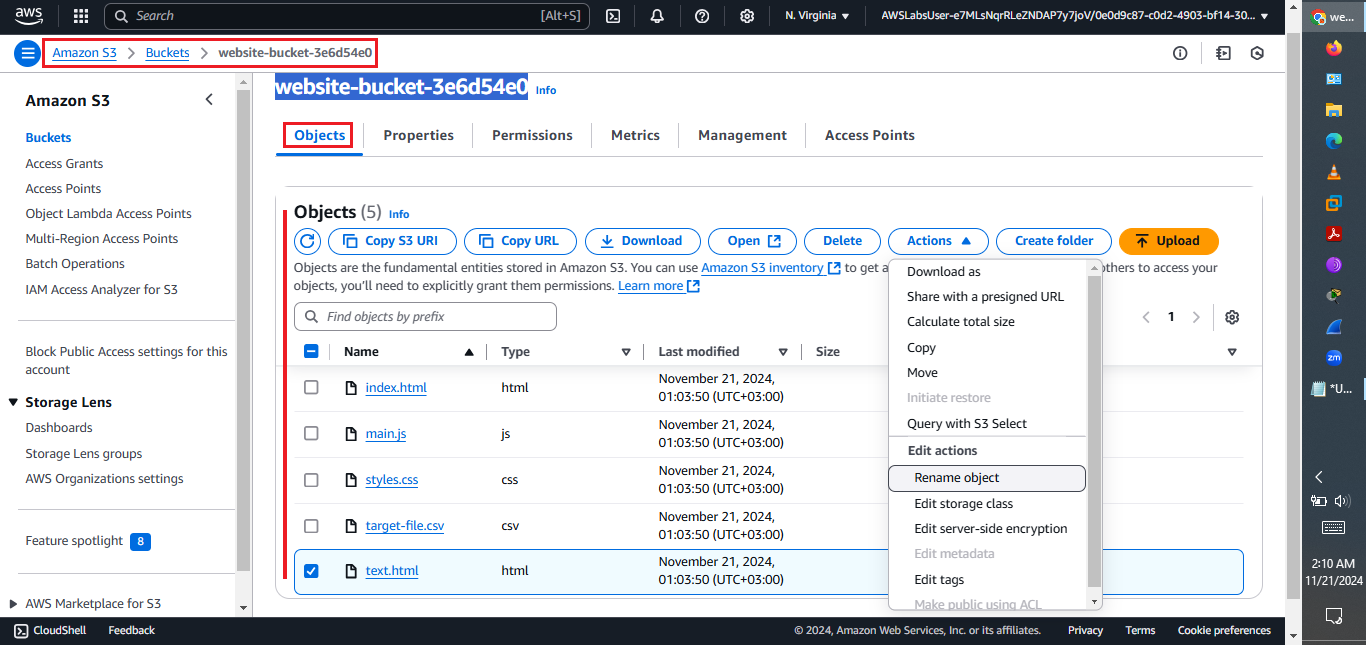 aws
Search
[Alt+S]
N. Virginia
AWSLabsUser-e7MLsNqrRLeZNDAP7y7joV/0e0d9c87-c0d2-4903-bf14-30...
we...
Amazon S3
Buckets
website-bucket-3e6d54e0
Amazon S3
Buckets
Access Grants
Access Points
Object Lambda Access Points
Multi-Region Access Points
Batch Operations
IAM Access Analyzer for S3
Block Public Access settings for this
account
Storage Lens
Dashboards
Storage Lens groups
AWS Organizations settings
Feature spotlight 8
AWS Marketplace for S3
website-bucket-3e6d54e0 Info
Objects
Properties
Permissions
Metrics
Management
Access Points
Objects (5) Info
Copy S3 URI
Copy URL
Download
Open
Delete
Actions
Create folder
Upload
Objects are the fundamental entities stored in Amazon S3. You can use Amazon S3 inventory to get a others to access your
objects, you'll need to explicitly grant them permissions. Learn more
Find objects by prefix
1
Name Type Last modified Size
index.html html November 21, 2024,
01:03:50 (UTC+03:00)
main.js js November 21, 2024,
01:03:50 (UTC+03:00)
styles.css css November 21, 2024,
01:03:50 (UTC+03:00)
target-file.csv csv November 21, 2024,
01:03:50 (UTC+03:00)
text.html html November 21, 2024,
01:03:50 (UTC+03:00)
Download as
Share with a presigned URL
Calculate total size
Copy
Move
Initiate restore
Query with S3 Select
Edit actions
Rename object
Edit storage class
Edit server-side encryption
Edit metadata
Edit tags
Make public using ACL
zm
*U...
2:10 AM
11/21/2024
CloudShell
Feedback
© 2024, Amazon Web Services, Inc. or its affiliates.
Privacy
Terms
Cookie preferences